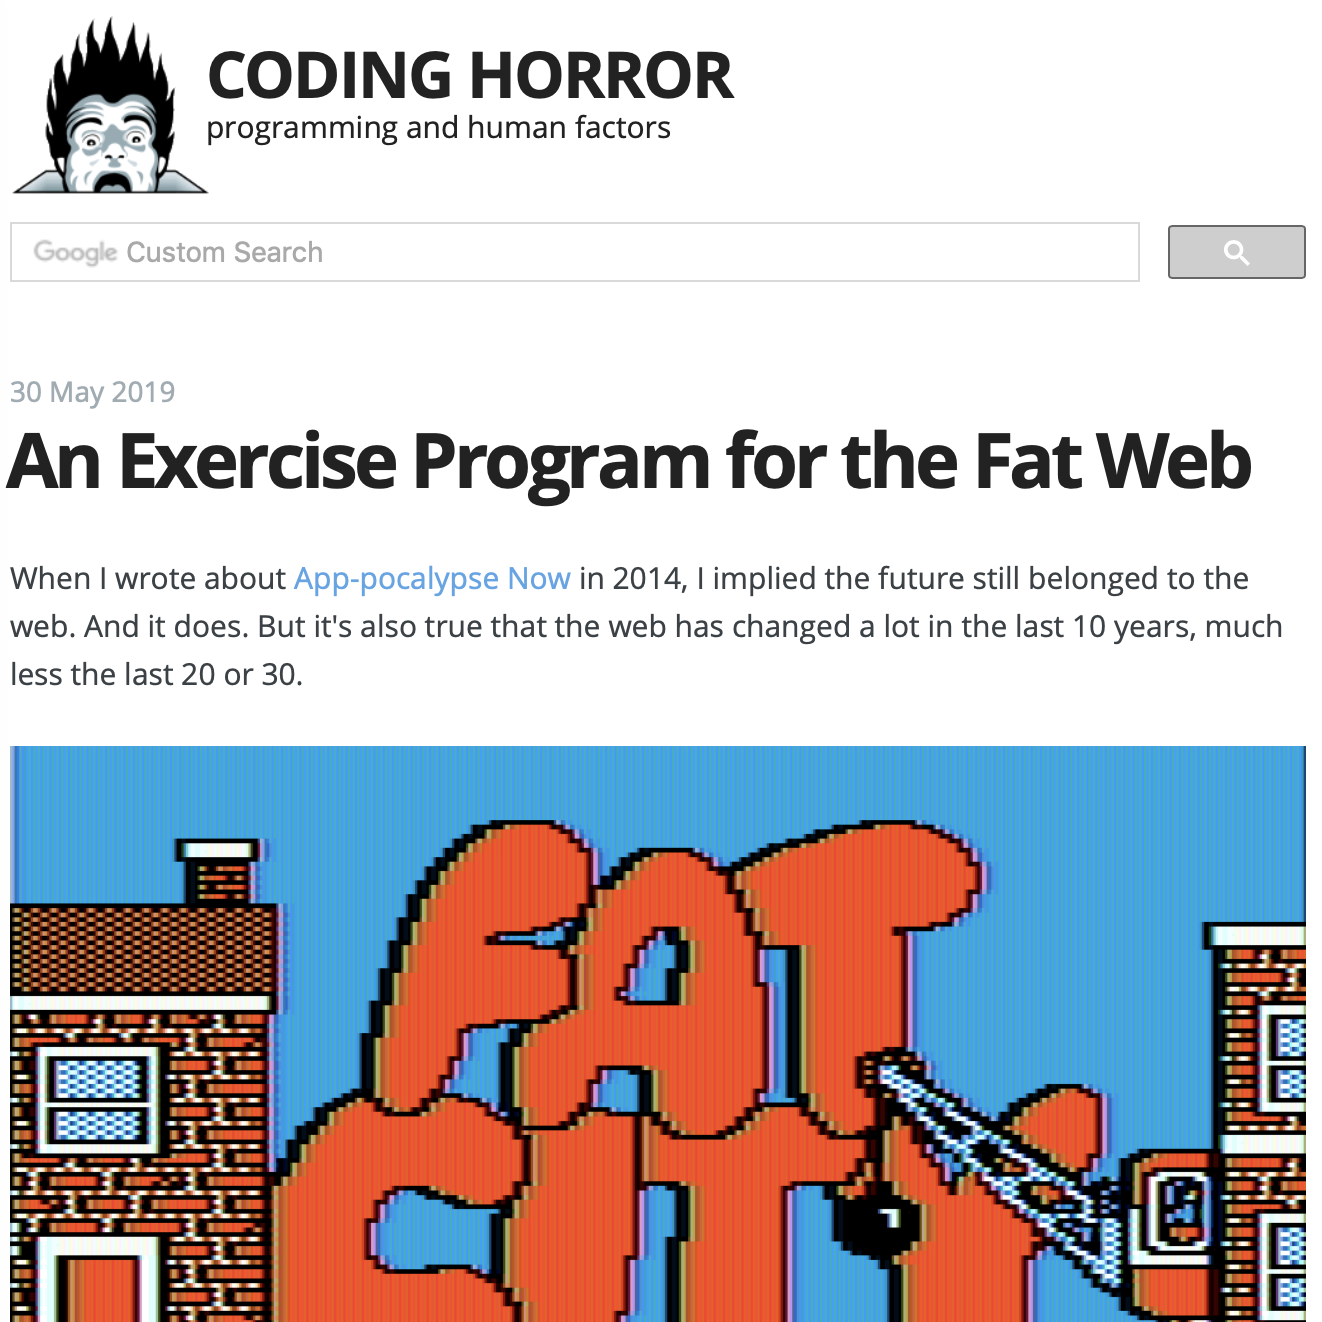 CODING HORROR
programming and human factors
Google Custom Search
30 May 2019
An Exercise Program for the Fat Web
When I wrote about App-pocalypse Now in 2014, I implied the future still belonged to the
web. And it does. But it's also true that the web has changed a lot in the last 10 years, much
less the last 20 or 30.
FAT
CITY